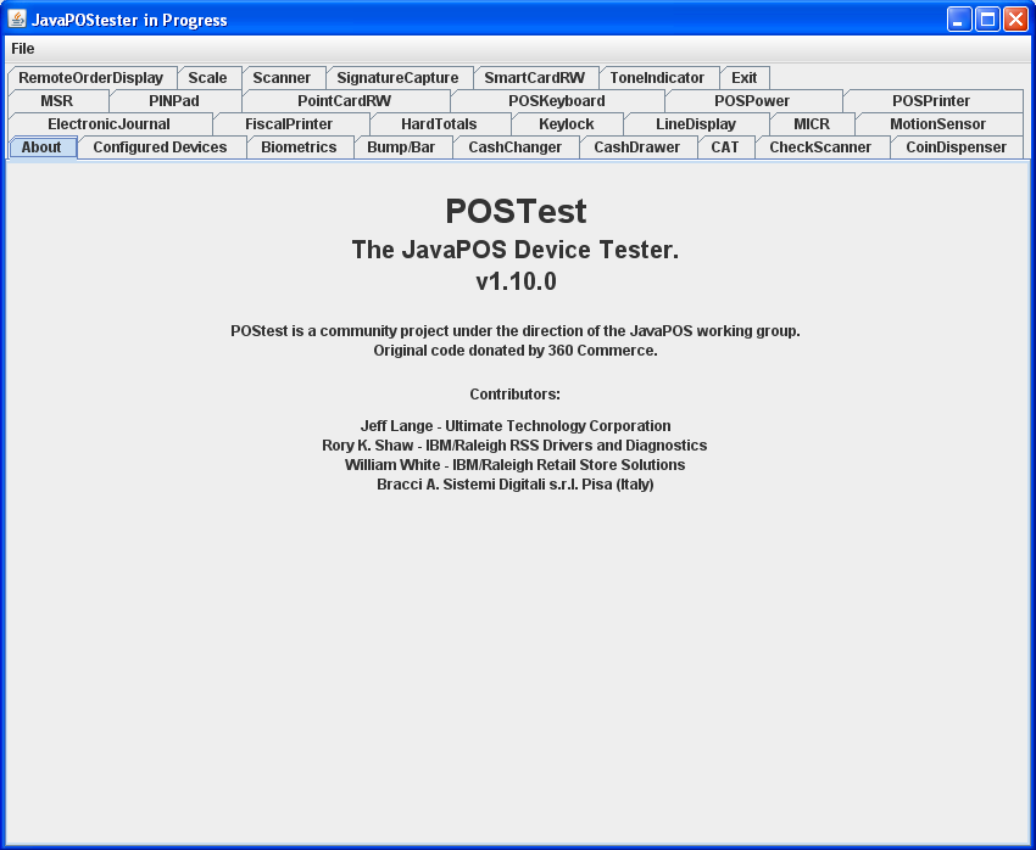 JavaPOStester in Progress
File
RemoteOrderDisplay Scale Scanner SignatureCapture SmartCardRW ToneIndicator Exit
MSR PINPad PointCardRW POSKeyboard POSPower POSPrinter
ElectronicJournal FiscalPrinter HardTotals Keylock LineDisplay MICR MotionSensor
About Configured Devices Biometrics Bump/Bar CashChanger CashDrawer CAT CheckScanner CoinDispenser
POSTest
The JavaPOS Device Tester.
v1.10.0
POStest is a community project under the direction of the JavaPOS working group.
Original code donated by 360 Commerce.
Contributors:
Jeff Lange - Ultimate Technology Corporation
Rory K. Shaw - IBM/Raleigh RSS Drivers and Diagnostics
William White - IBM/Raleigh Retail Store Solutions
Bracci A. Sistemi Digitali s.r.l. Pisa (Italy)